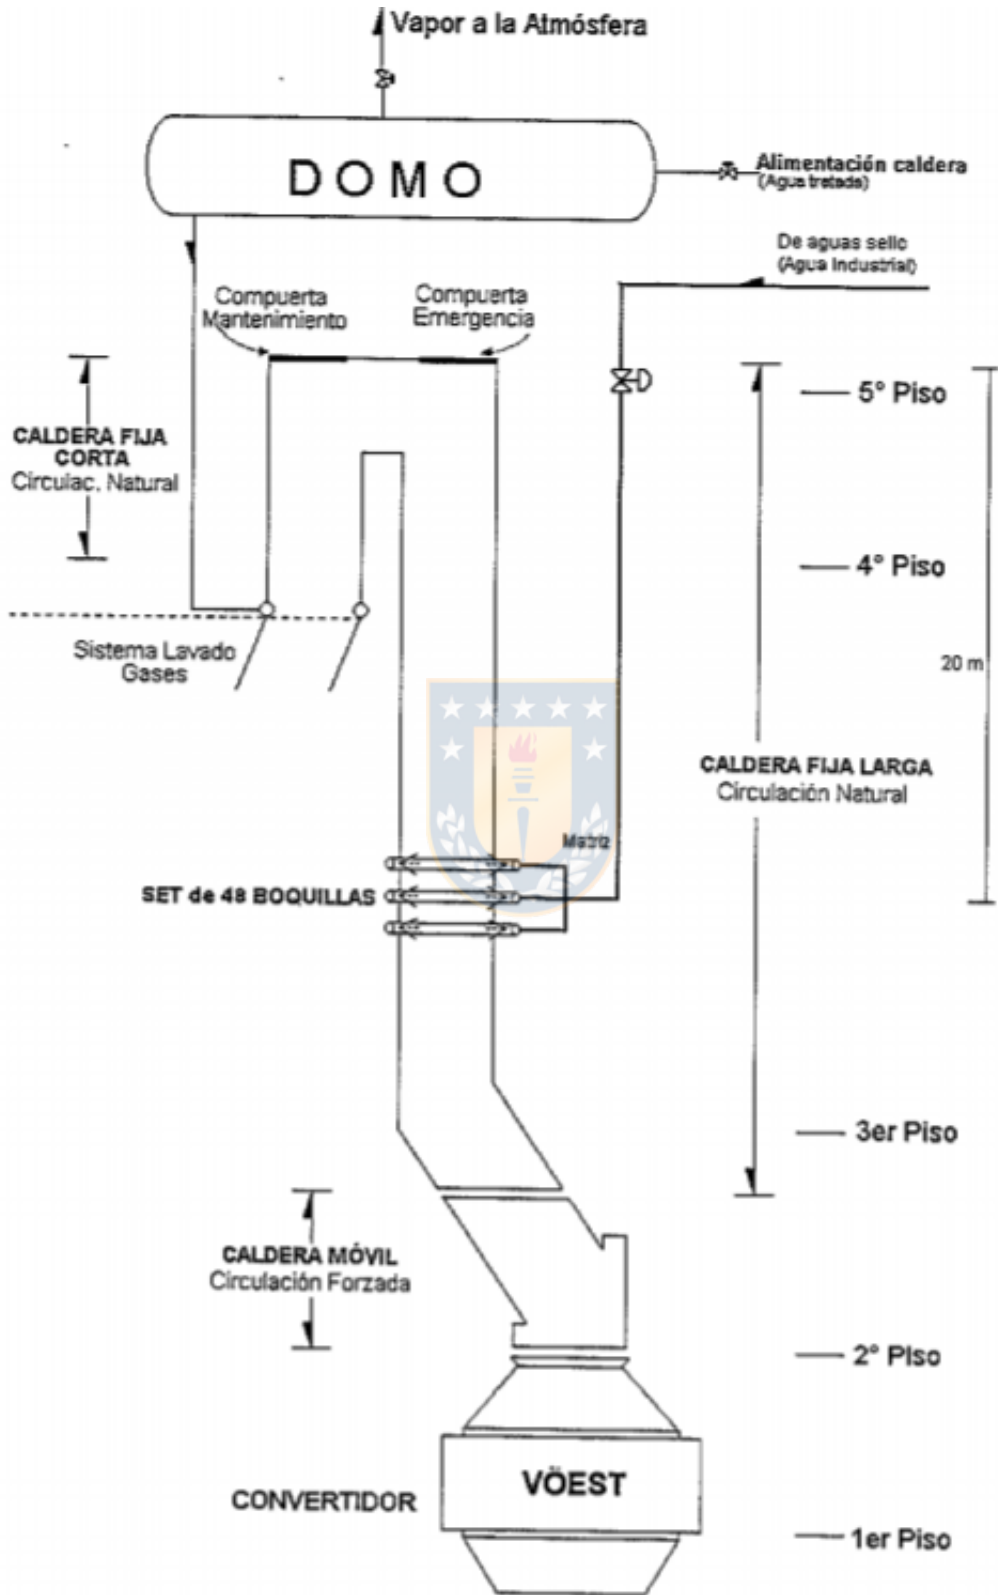 Vapor a la Atmósfera
DOMO
Alimentación caldera
(Agua tratada)
De aguas sello
(Agua Industrial)
Compuerta
Mantenimiento
Compuerta
Emergencia
5° Piso
CALDERA FIJA
CORTA
Circulac. Natural
4° Piso
Sistema Lavado
Gases
20 m
CALDERA FIJA LARGA
Circulación Natural
Matriz
SET de 48 BOQUILLAS
3er Piso
CALDERA MÓVIL
Circulación Forzada
2° Piso
VÖEST
CONVERTIDOR
1er Piso